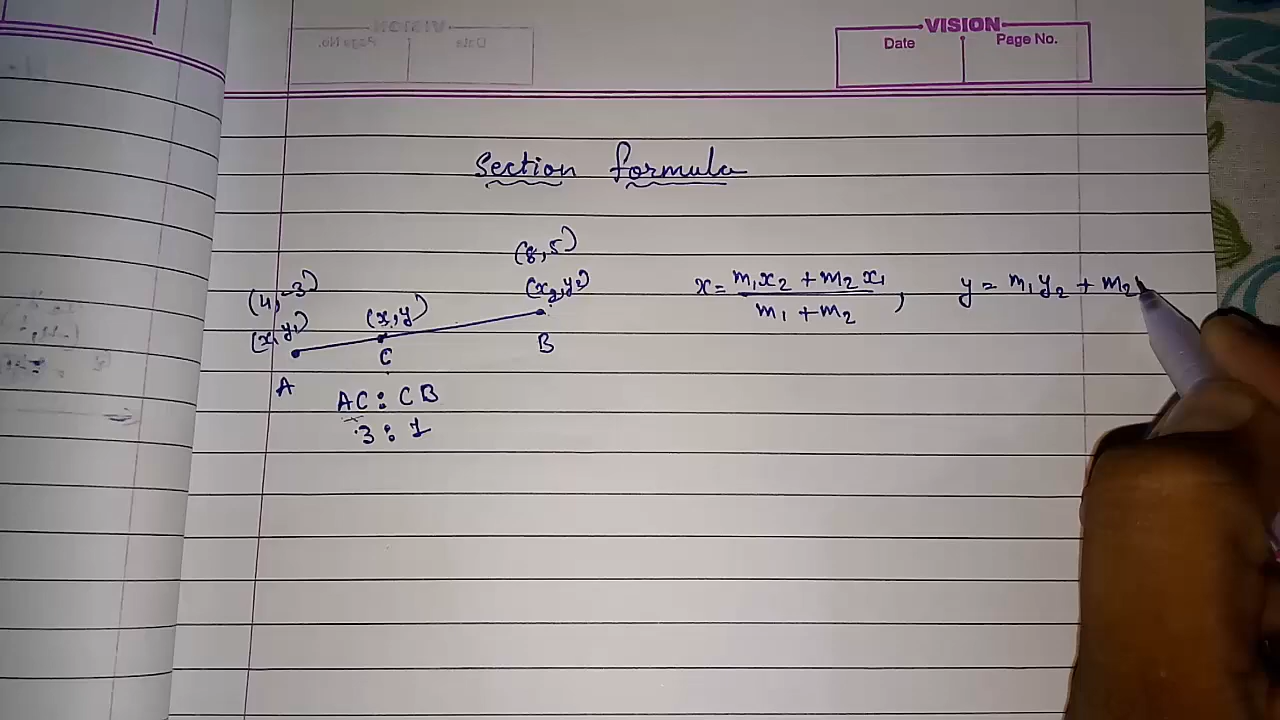 VISION
Date Page No.
Section formula
(8,5)
(4,-3)
(x,y1) (x,y) (x2,y2)
x = m1x2 + m2x1 / m1 + m2 , y = m1y2 + m2
A C B
AC : CB
3 : 1